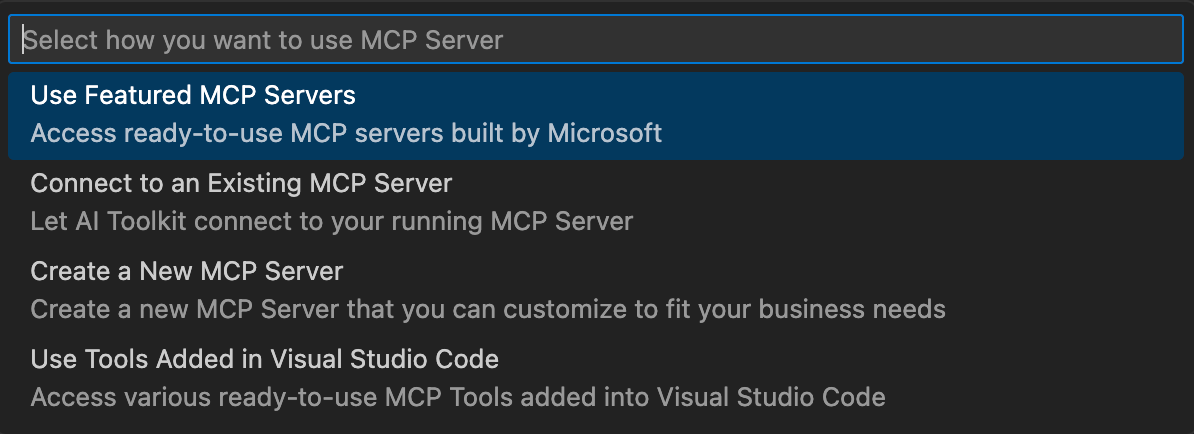 Select how you want to use MCP Server
Use Featured MCP Servers
Access ready-to-use MCP servers built by Microsoft
Connect to an Existing MCP Server
Let AI Toolkit connect to your running MCP Server
Create a New MCP Server
Create a new MCP Server that you can customize to fit your business needs
Use Tools Added in Visual Studio Code
Access various ready-to-use MCP Tools added into Visual Studio Code